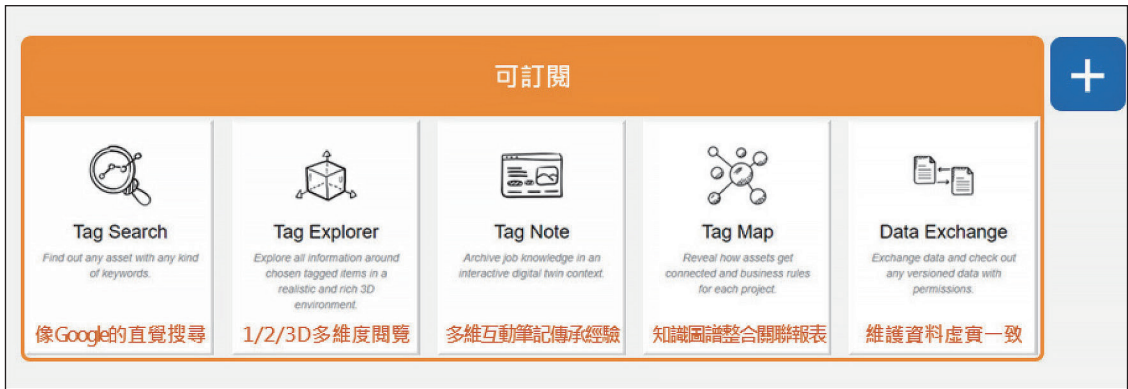 可訂閱
+
Tag Search
Find out any asset with any kind
of keywords.
像Google的直覺搜尋
Tag Explorer
Explore all information around
chosen tagged items in a
realistic and rich 3D
environment.
1/2/3D多維度閱覽
Tag Note
Archive job knowledge in an
interactive digital twin context.
多維互動筆記傳承經驗
Tag Map
Reveal how assets get
connected and business rules
for each project.
知識圖譜整合關聯報表
Data Exchange
Exchange data and check out
any versioned data with
permissions.
維護資料虛實一致